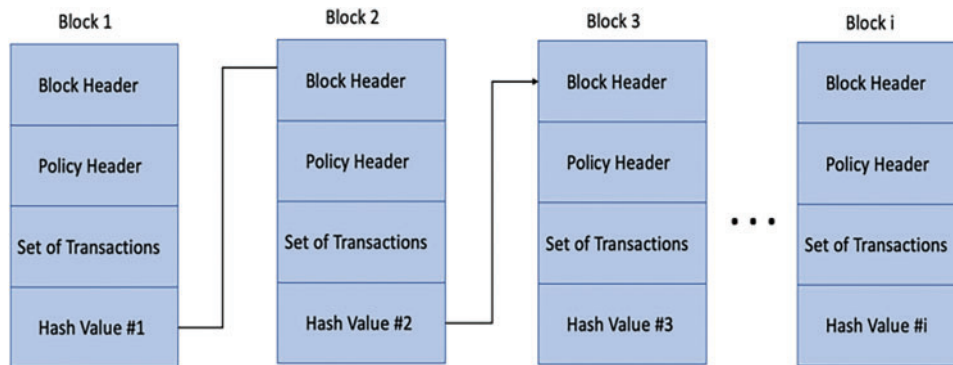 Block 1
Block Header
Policy Header
Set of Transactions
Hash Value #1
Block 2
Block Header
Policy Header
Set of Transactions
Hash Value #2
Block 3
Block Header
Policy Header
Set of Transactions
Hash Value #3
...
Block i
Block Header
Policy Header
Set of Transactions
Hash Value #i